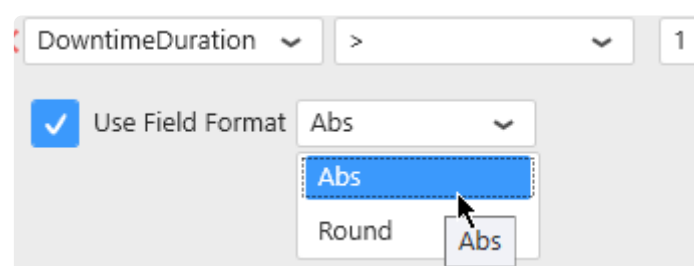 DowntimeDuration > 1
Use Field Format Abs
Abs
Round
Abs